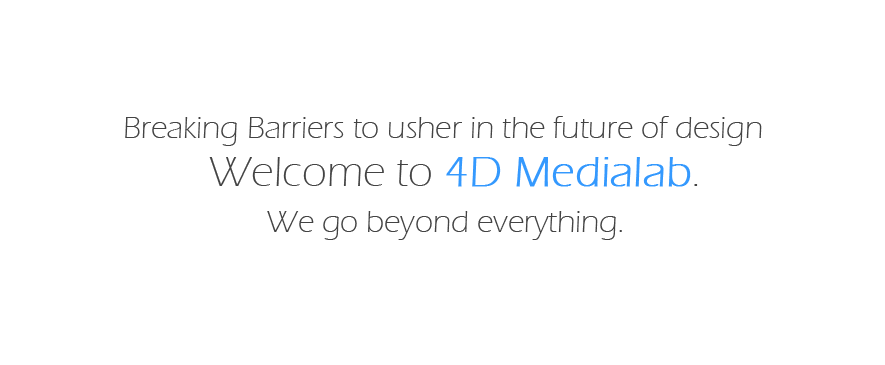 Breaking Barriers to usher in the future of design
Welcome to 4D Medialab.
We go beyond everything.